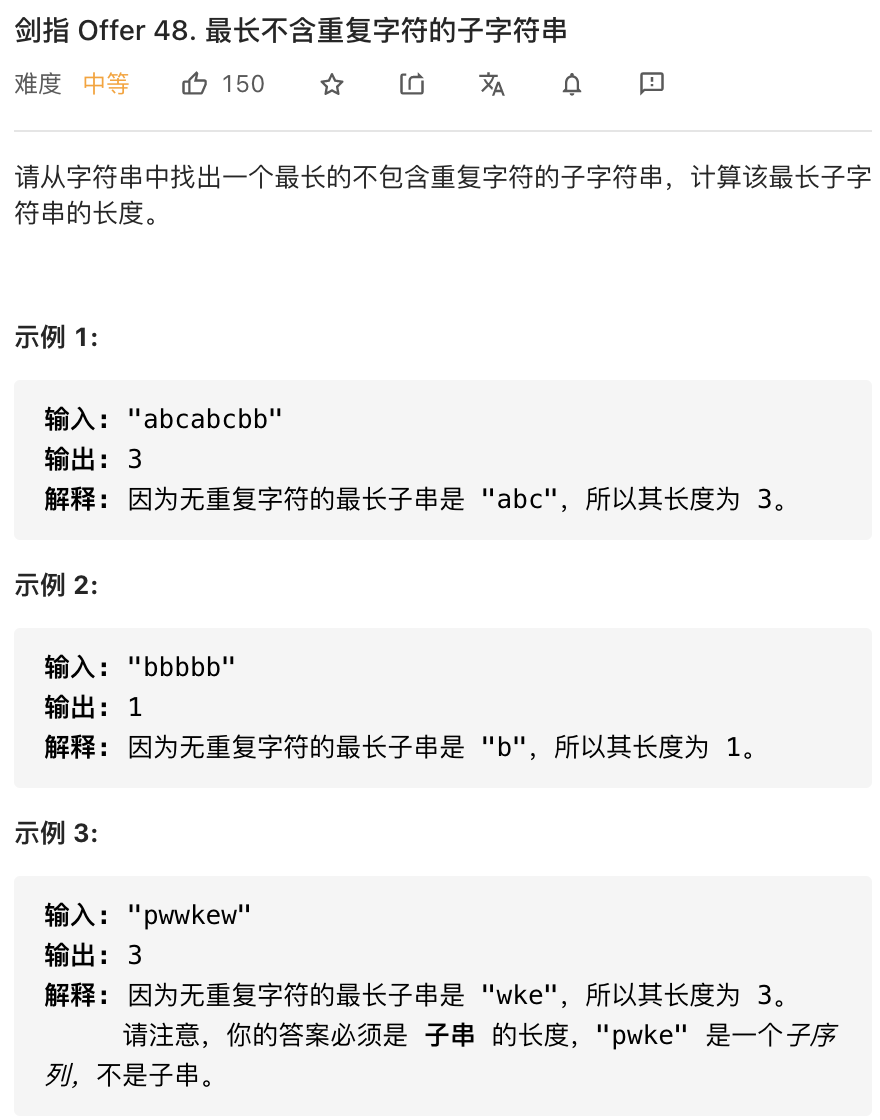 剑指 Offer 48. 最长不含重复字符的子字符串
难度 中等 150
请从字符串中找出一个最长的不包含重复字符的子字符串，计算该最长子字
符串的长度。
示例 1:
输入: "abcabcbb"
输出: 3
解释: 因为无重复字符的最长子串是 "abc"，所以其长度为 3。
示例 2:
输入: "bbbbb"
输出: 1
解释: 因为无重复字符的最长子串是 "b"，所以其长度为 1。
示例 3:
输入: "pwwkew"
输出: 3
解释: 因为无重复字符的最长子串是 "wke"，所以其长度为 3。
请注意，你的答案必须是 子串 的长度，"pwke" 是一个子序
列，不是子串。